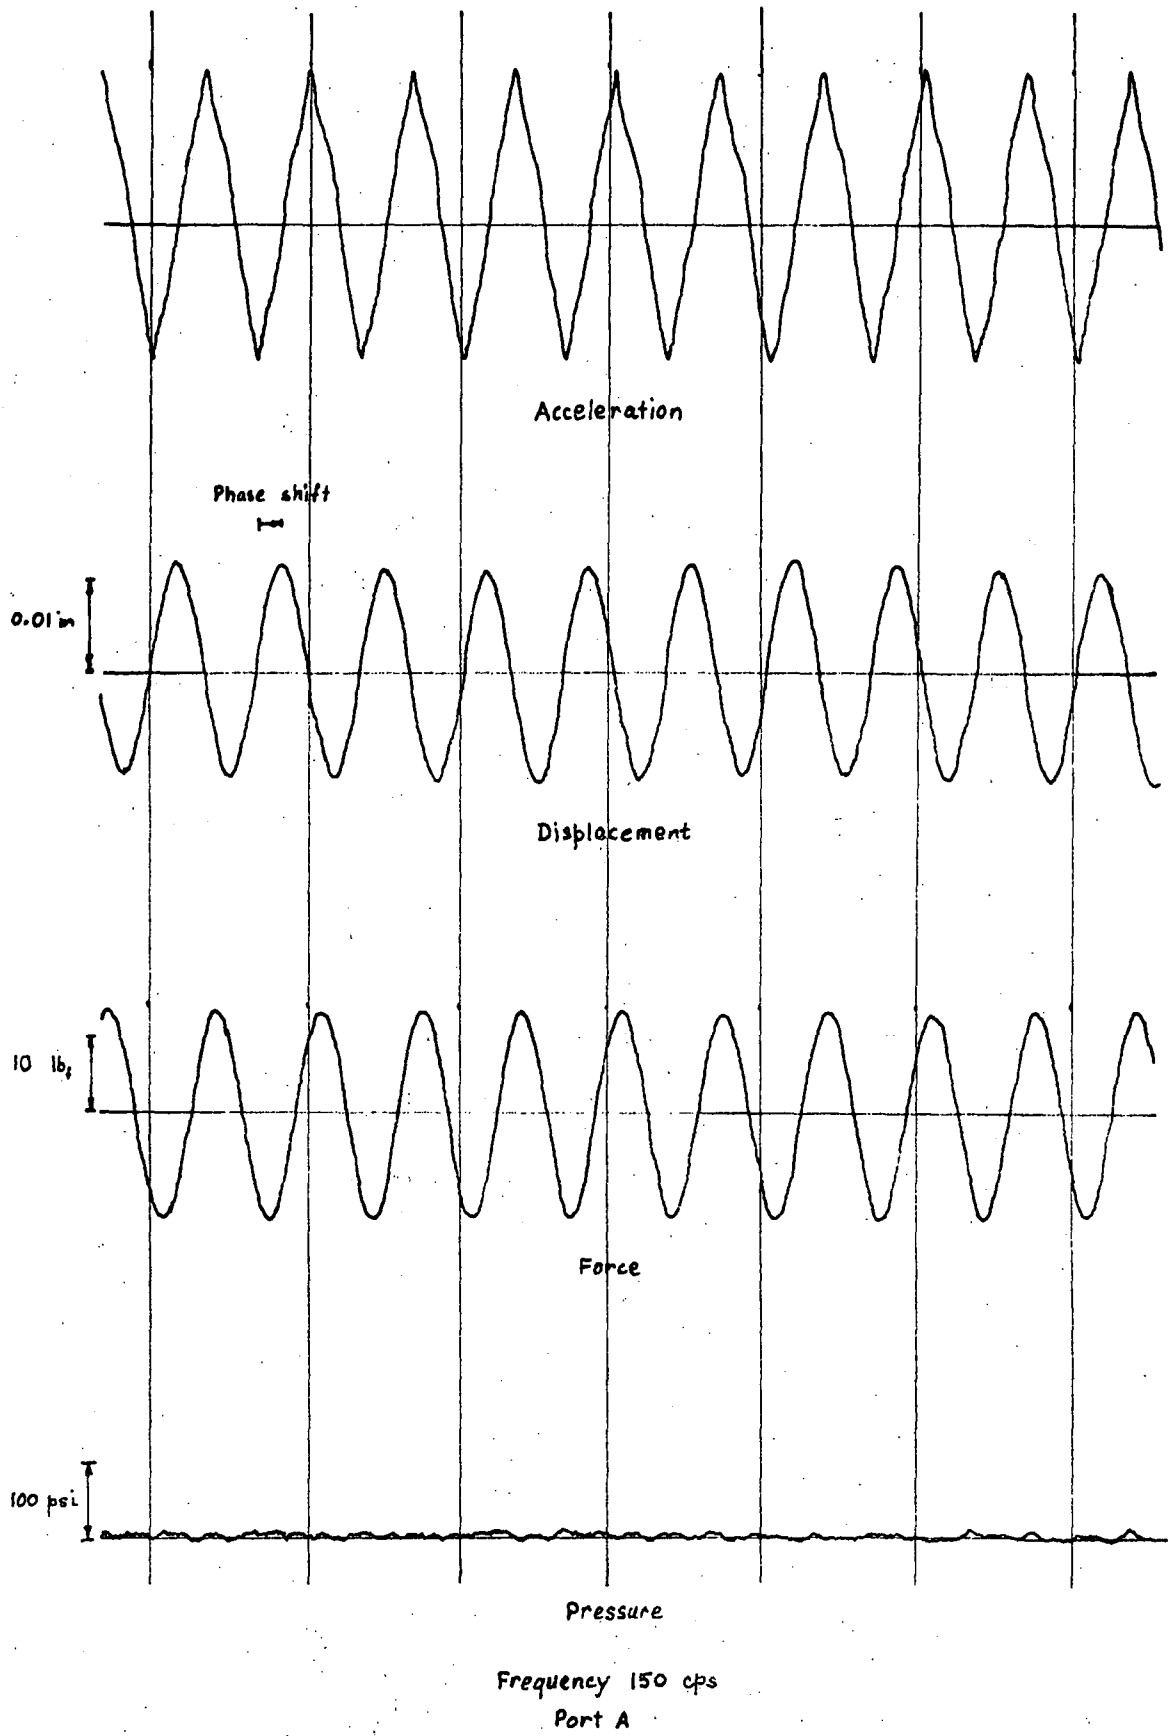 Acceleration
Phase shift
0.01 in
Displacement
10 lbf
Force
100 psi
Pressure
Frequency 150 cps
Port A